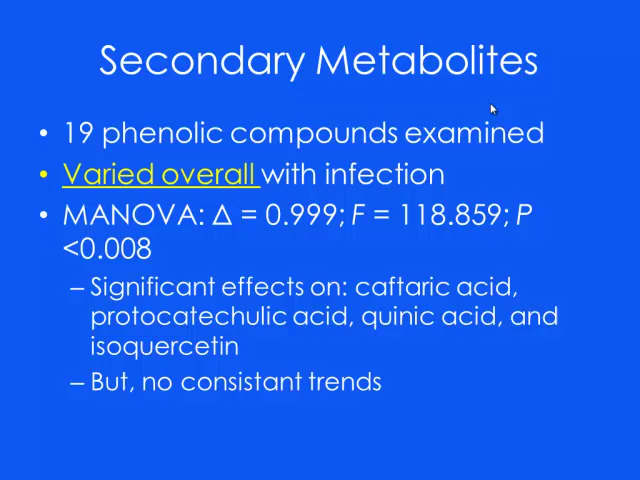 Secondary Metabolites
• 19 phenolic compounds examined
• Varied overall with infection
• MANOVA: Δ = 0.999; F = 118.859; P
<0.008
– Significant effects on: caftaric acid,
protocatechulic acid, quinic acid, and
isoquercetin
– But, no consistant trends